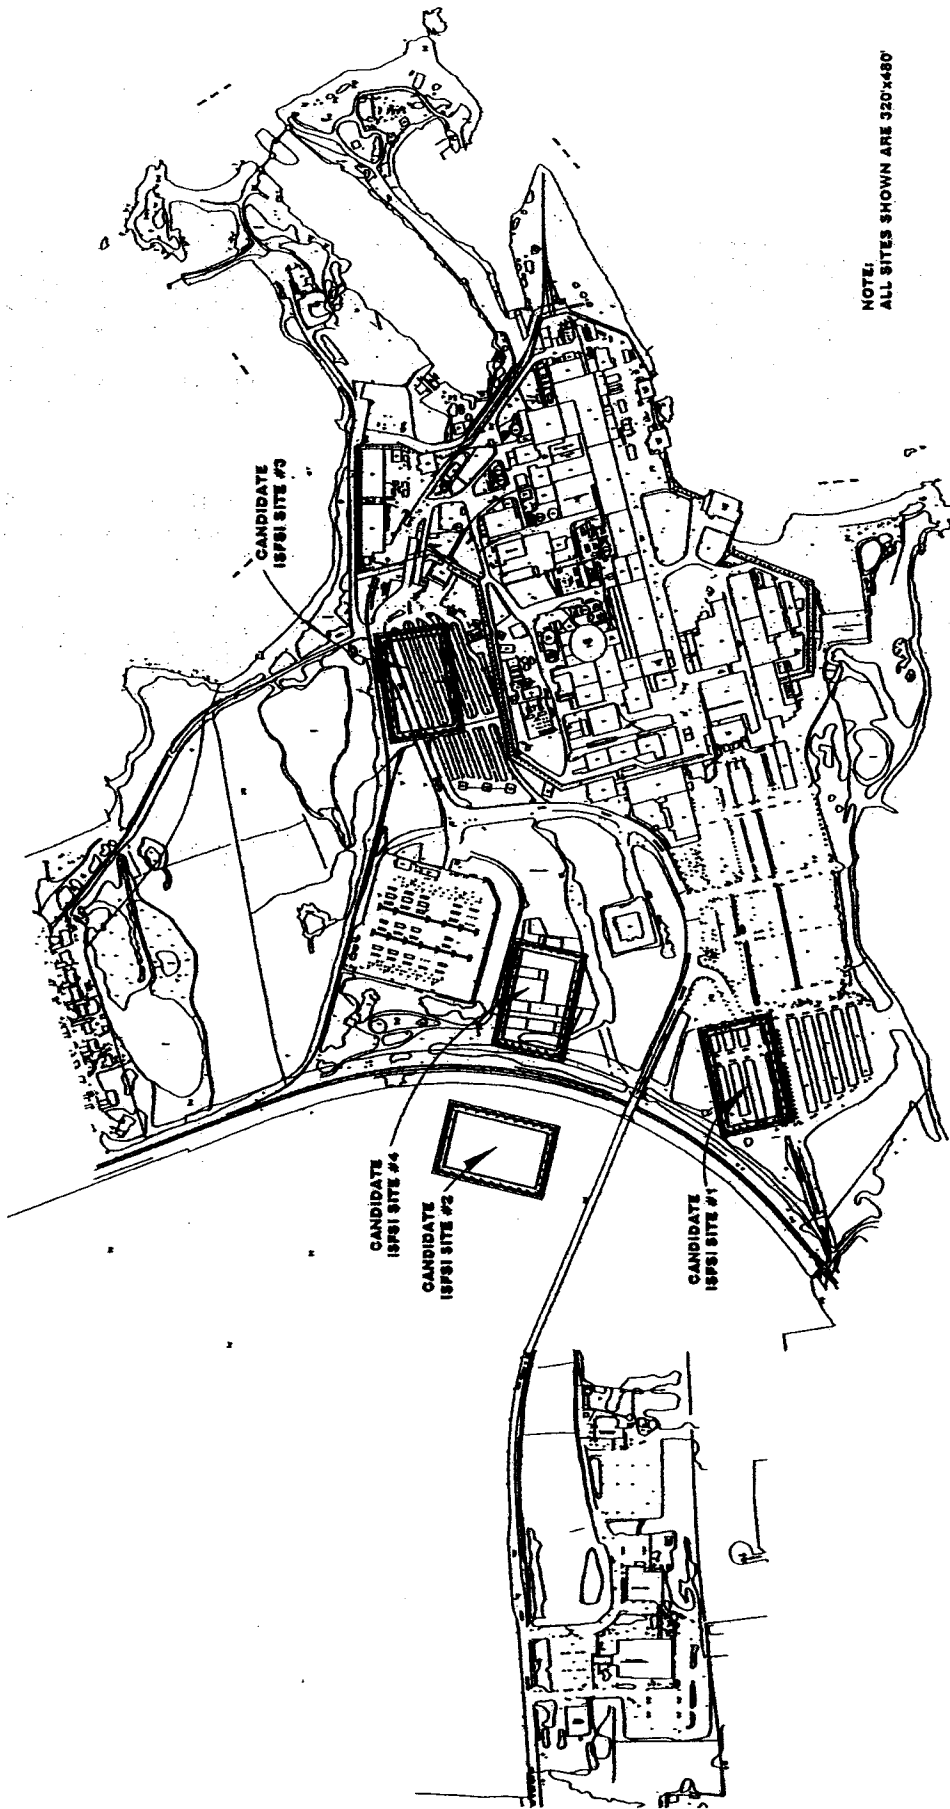 CANDIDATE
ISFSI SITE #3
CANDIDATE
ISFSI SITE #4
CANDIDATE
ISFSI SITE #2
CANDIDATE
ISFSI SITE #1
NOTE:
ALL SITES SHOWN ARE 320'x480'